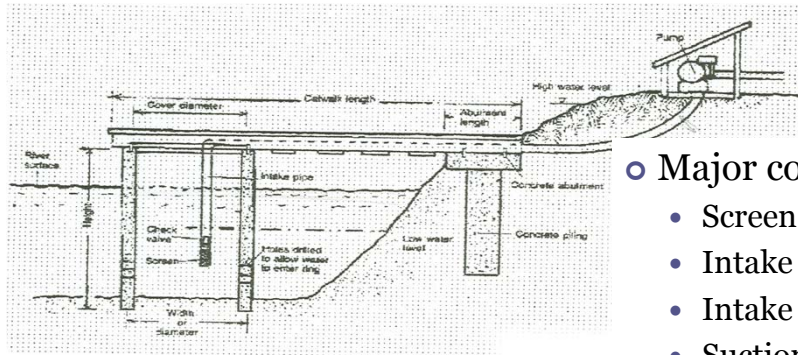 Pump
High water level
Catwalk length
Cover diameter
Abutment
length
River
surface
Intake pipe
Concrete abutment
Height
Check
valve
Screen
Holes drilled
to allow water
to enter ring
Low water
level
Concrete piling
Width
or
diameter
Major co
Screen
Intake
Intake
Suction